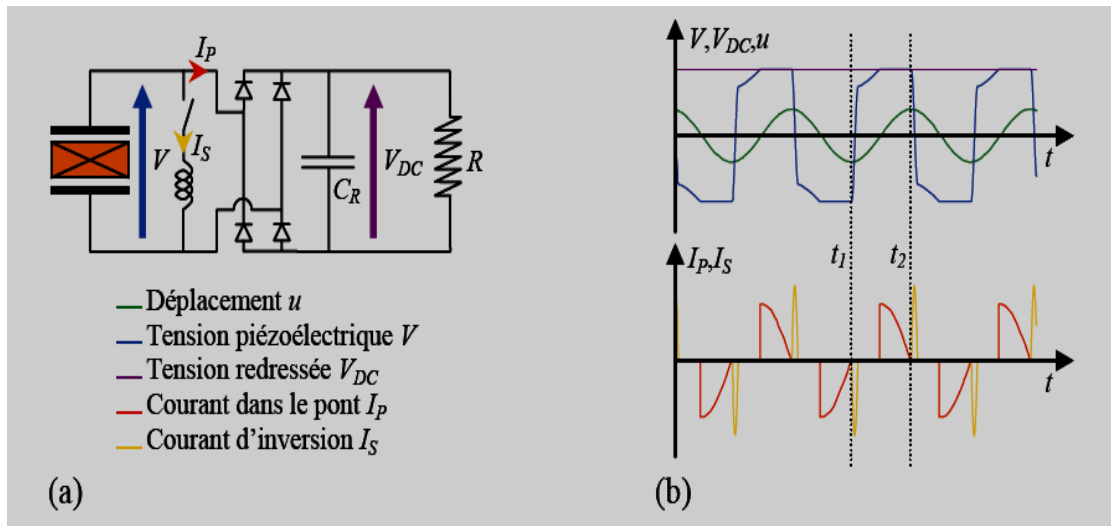 I_P
I_S
V
C_R
V_DC
R
Déplacement u
Tension piézoélectrique V
Tension redressée V_DC
Courant dans le pont I_P
Courant d’inversion I_S
(a)
V,V_DC,u
t
t_1
t_2
I_P,I_S
t
(b)